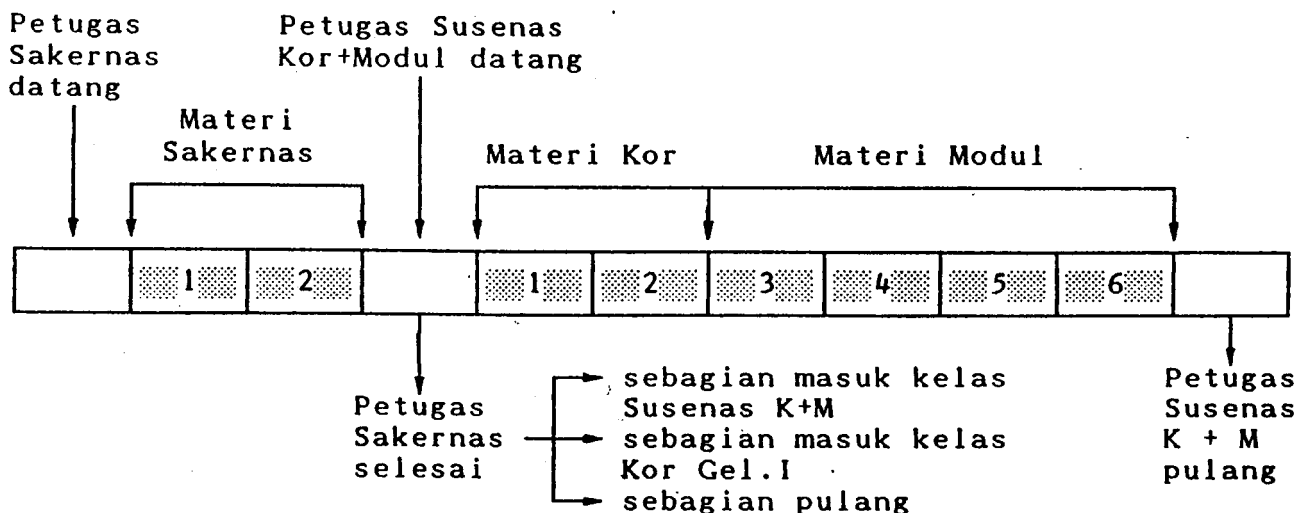 Petugas
Sakernas
datang
Petugas Susenas
Kor+Modul datang
Materi
Sakernas
Materi Kor
Materi Modul
1 2 1 2 3 4 5 6
Petugas
Sakernas
selesai
sebagian masuk kelas
Susenas K+M
sebagian masuk kelas
Kor Gel.I
sebagian pulang
Petugas
Susenas
K + M
pulang